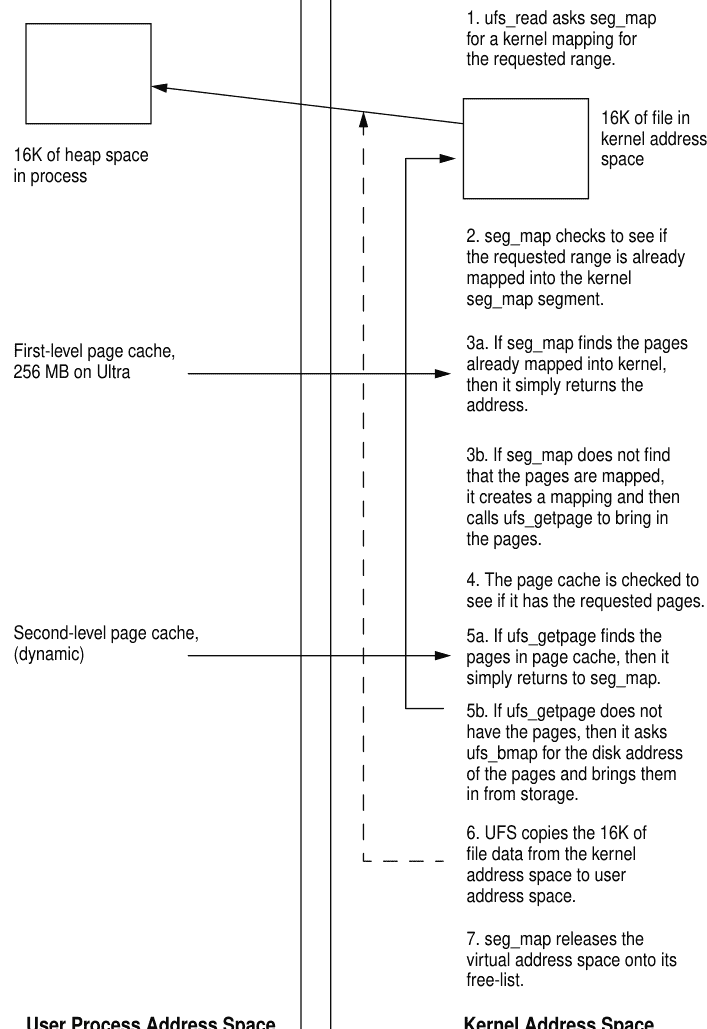 1. ufs_read asks seg_map
for a kernel mapping for
the requested range.
16K of file in
kernel address
space
16K of heap space
in process
2. seg_map checks to see if
the requested range is already
mapped into the kernel
seg_map segment.
First-level page cache,
256 MB on Ultra
3a. If seg_map finds the pages
already mapped into kernel,
then it simply returns the
address.
3b. If seg_map does not find
that the pages are mapped,
it creates a mapping and then
calls ufs_getpage to bring in
the pages.
4. The page cache is checked to
see if it has the requested pages.
Second-level page cache,
(dynamic)
5a. If ufs_getpage finds the
pages in page cache, then it
simply returns to seg_map.
5b. If ufs_getpage does not
have the pages, then it asks
ufs_bmap for the disk address
of the pages and brings them
in from storage.
6. UFS copies the 16K of
file data from the kernel
address space to user
address space.
7. seg_map releases the
virtual address space onto its
free-list.
User Process Address Space
Kernel Address Space